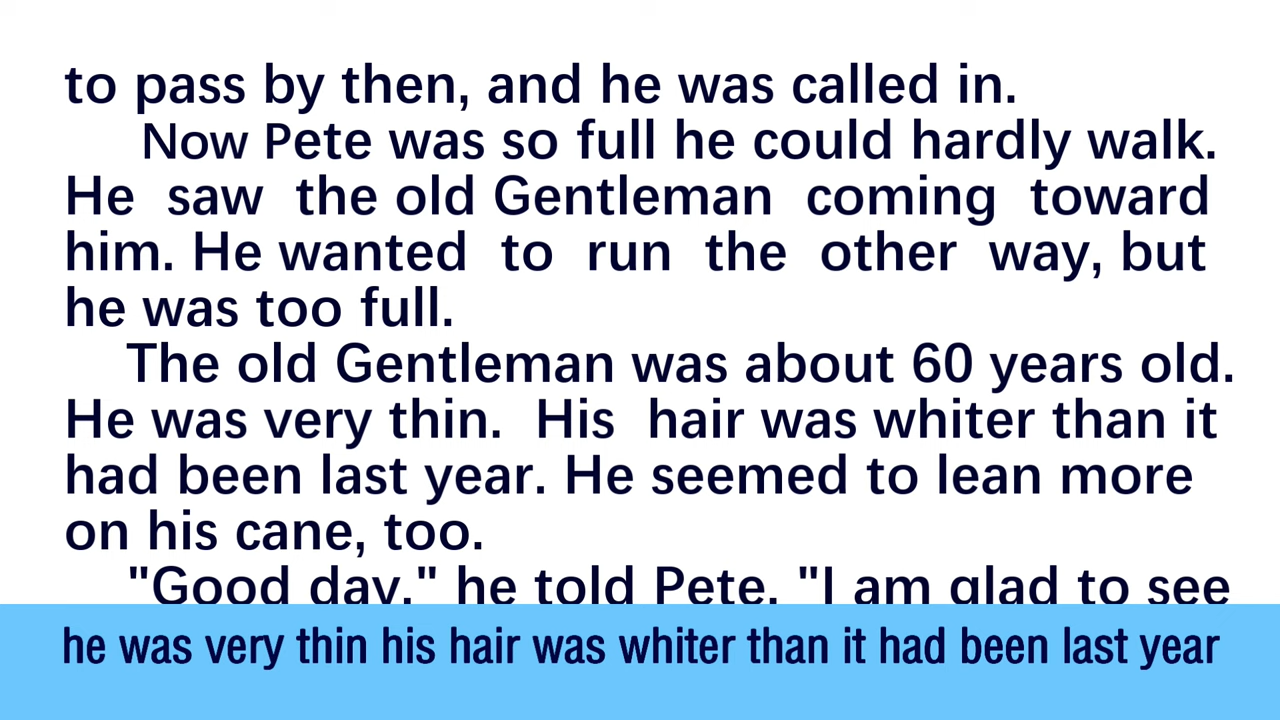 to pass by then, and he was called in.
Now Pete was so full he could hardly walk.
He saw the old Gentleman coming toward
him. He wanted to run the other way, but
he was too full.
The old Gentleman was about 60 years old.
He was very thin. His hair was whiter than it
had been last year. He seemed to lean more
on his cane, too.
"Good day," he told Pete. "I am glad to see
he was very thin his hair was whiter than it had been last year